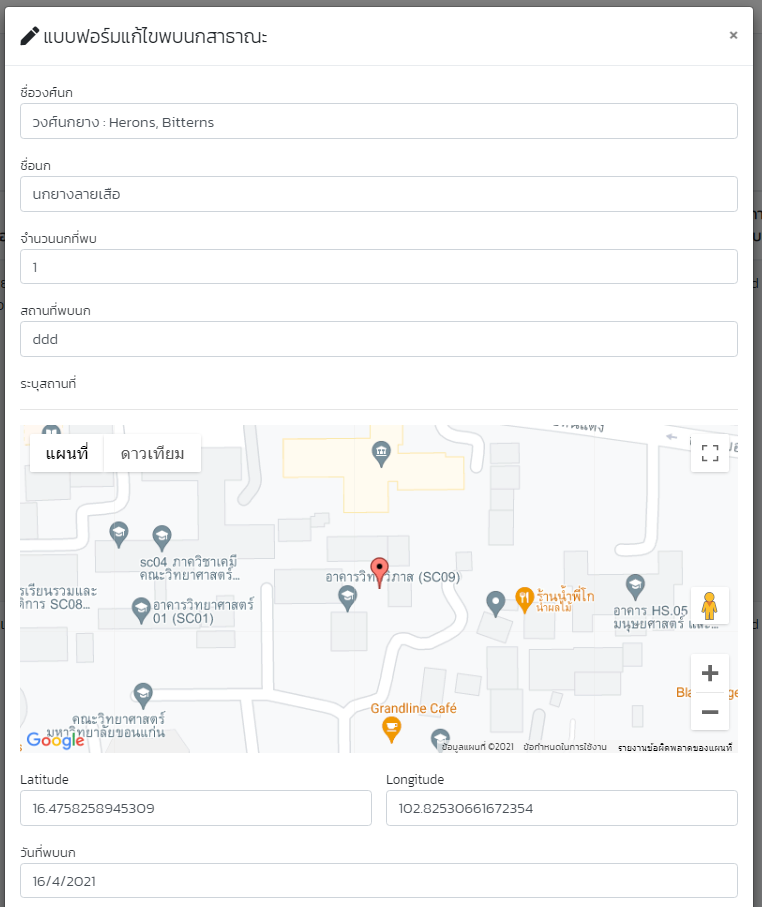 แบบฟอร์มแก้ไขพบนกสาธาณะ
×
ชื่อวงศ์นก
วงศ์นกยาง : Herons, Bitterns
ชื่อนก
นกยางลายเสือ
จำนวนนกที่พบ
1
สถานที่พบนก
ddd
ระบุสถานที่
แผนที่ ดาวเทียม
sc04 ภาควิชาเคมี
คณะวิทยาศาสตร์...
อาคารวิทยวิภาส (SC09)
รเรียนรวมและ
ติการ SC08...
อาคารวิทยาศาสตร์
01 (SC01)
ร้านน้ำพี่โก
น้ำผลไม้
อาคาร HS.05
มนุษยศาสตร์ และ...
คณะวิทยาศาสตร์
มหาวิทยาลัยขอนแก่น
Grandline Café
Google
ข้อมูลแผนที่ ©2021 ข้อกำหนดในการใช้งาน รายงานข้อผิดพลาดของแผนที่
Latitude Longitude
16.4758258945309 102.82530661672354
วันที่พบนก
16/4/2021